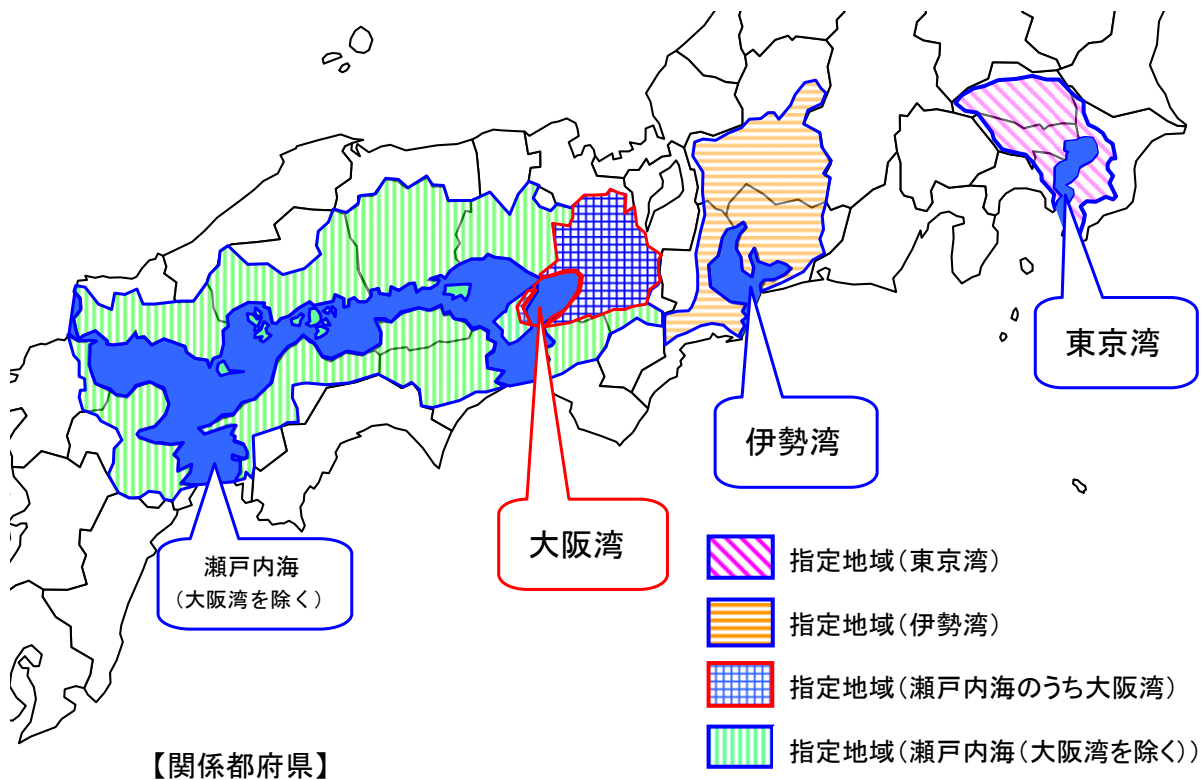 東京湾
伊勢湾
大阪湾
瀬戸内海
(大阪湾を除く)
指定地域(東京湾)
指定地域(伊勢湾)
指定地域(瀬戸内海のうち大阪湾)
指定地域(瀬戸内海(大阪湾を除く))
【関係都府県】